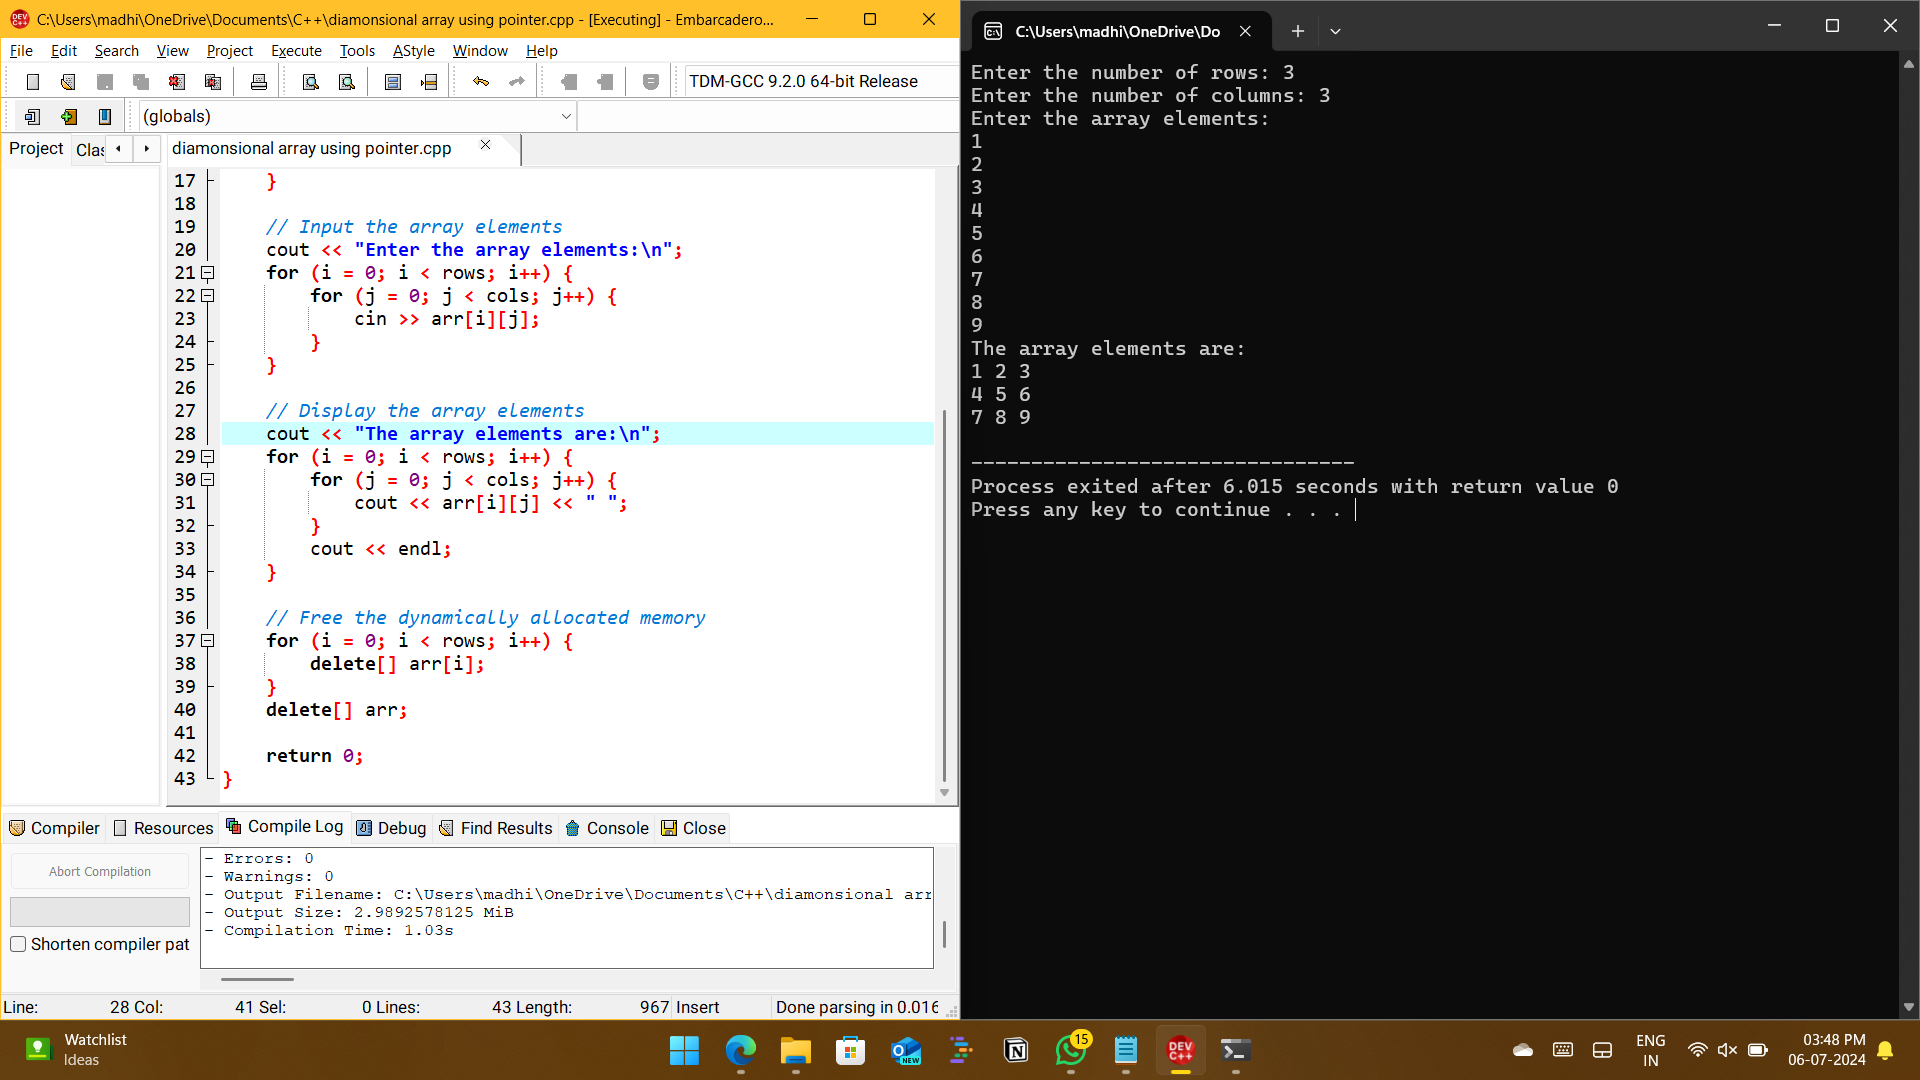 C:\Users\madhi\OneDrive\Documents\C++\diamonsional array using pointer.cpp - [Executing] - Embarcadero...
File Edit Search View Project Execute Tools AStyle Window Help
TDM-GCC 9.2.0 64-bit Release
(globals)
Project Clas
diamonsional array using pointer.cpp
17 }
18
19 // Input the array elements
20 cout << "Enter the array elements:\n";
21 for (i = 0; i < rows; i++) {
22 for (j = 0; j < cols; j++) {
23 cin >> arr[i][j];
24 }
25 }
26
27 // Display the array elements
28 cout << "The array elements are:\n";
29 for (i = 0; i < rows; i++) {
30 for (j = 0; j < cols; j++) {
31 cout << arr[i][j] << " ";
32 }
33 cout << endl;
34 }
35
36 // Free the dynamically allocated memory
37 for (i = 0; i < rows; i++) {
38 delete[] arr[i];
39 }
40 delete[] arr;
41
42 return 0;
43 }
Compiler Resources Compile Log Debug Find Results Console Close
Abort Compilation
Shorten compiler pat
- Errors: 0
- Warnings: 0
- Output Filename: C:\Users\madhi\OneDrive\Documents\C++\diamonsional arr
- Output Size: 2.9892578125 MiB
- Compilation Time: 1.03s
Line: 28 Col: 41 Sel: 0 Lines: 43 Length: 967 Insert Done parsing in 0.016
C:\Users\madhi\OneDrive\Do
Enter the number of rows: 3
Enter the number of columns: 3
Enter the array elements:
1
2
3
4
5
6
7
8
9
The array elements are:
1 2 3
4 5 6
7 8 9
--------------------------------
Process exited after 6.015 seconds with return value 0
Press any key to continue . . .
Watchlist
Ideas
NEW
15
DEV
C++
ENG
IN
03:48 PM
06-07-2024